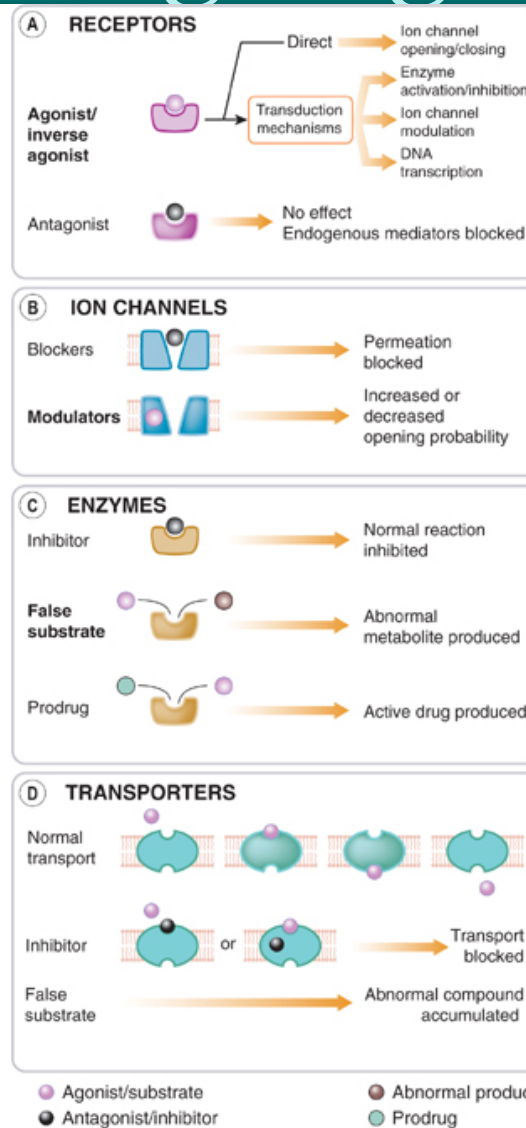 A RECEPTORS
Direct
Ion channel
opening/closing
Agonist/
inverse
agonist
Transduction
mechanisms
Enzyme
activation/inhibition
Ion channel
modulation
DNA
transcription
Antagonist
No effect
Endogenous mediators blocked
B ION CHANNELS
Blockers
Permeation
blocked
Modulators
Increased or
decreased
opening probability
C ENZYMES
Inhibitor
Normal reaction
inhibited
False
substrate
Abnormal
metabolite produced
Prodrug
Active drug produced
D TRANSPORTERS
Normal
transport
Inhibitor
or
Transport
blocked
False
substrate
Abnormal compound
accumulated
Agonist/substrate
Abnormal produc
Antagonist/inhibitor
Prodrug